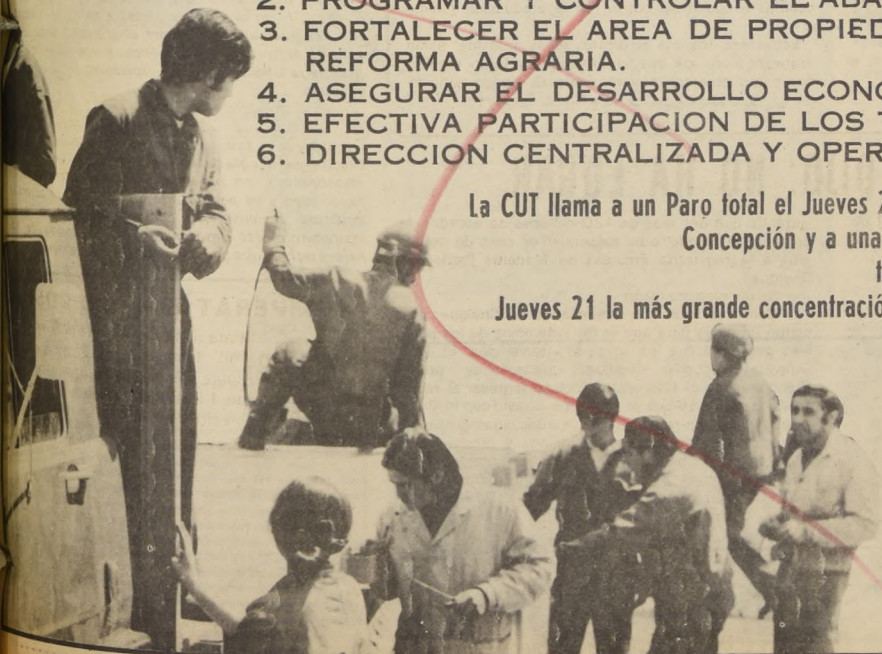 2. PROGRAMAR Y CONTROLAR EL ABA
3. FORTALECER EL AREA DE PROPIED
REFORMA AGRARIA.
4. ASEGURAR EL DESARROLLO ECONO
5. EFECTIVA PARTICIPACION DE LOS T
6. DIRECCION CENTRALIZADA Y OPER
La CUT llama a un Paro total el Jueves 2
Concepción y a una
t
Jueves 21 la más grande concentració